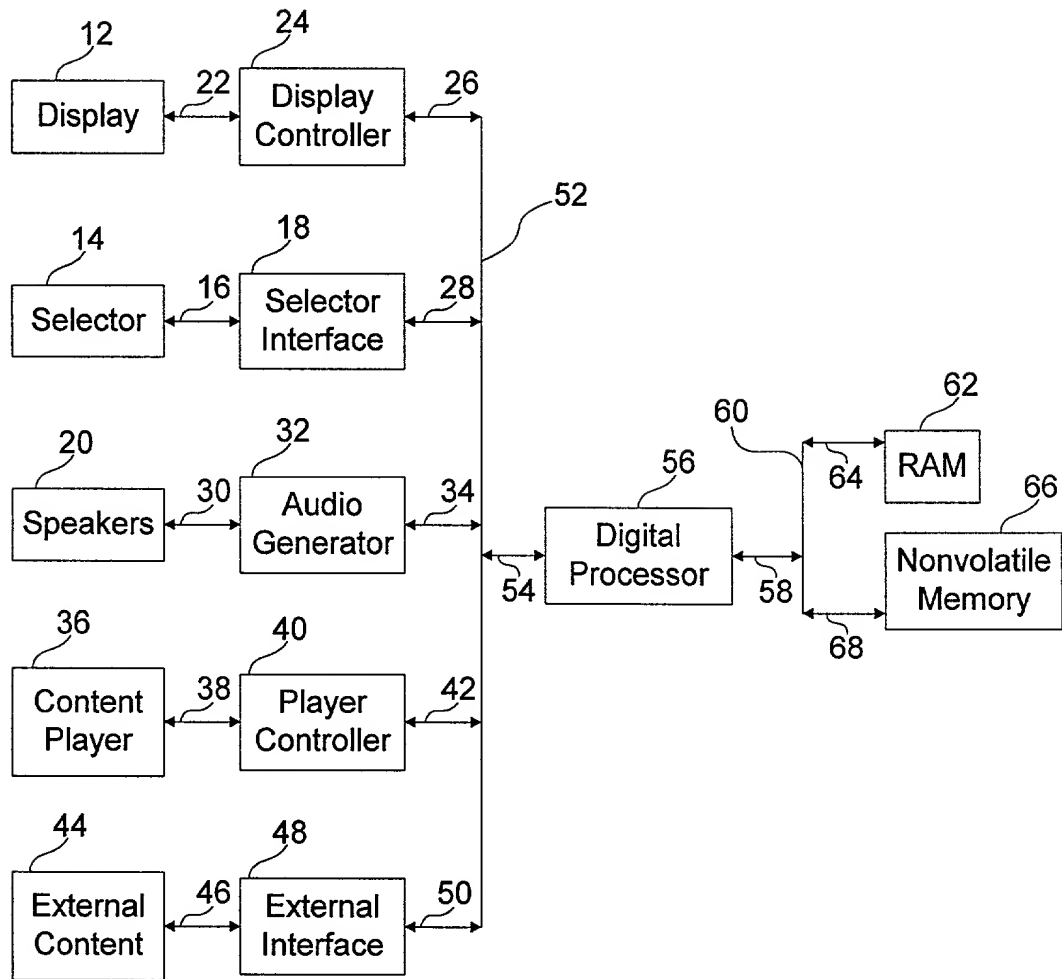 12
24
22
26
Display
Display
Controller
52
14
18
16
28
Selector
Selector
Interface
62
60
20
32
56
64
RAM
30
34
66
Speakers
Audio
Generator
Digital
Processor
54
58
Nonvolatile
Memory
68
36
40
38
42
Content
Player
Player
Controller
44
48
46
50
External
Content
External
Interface